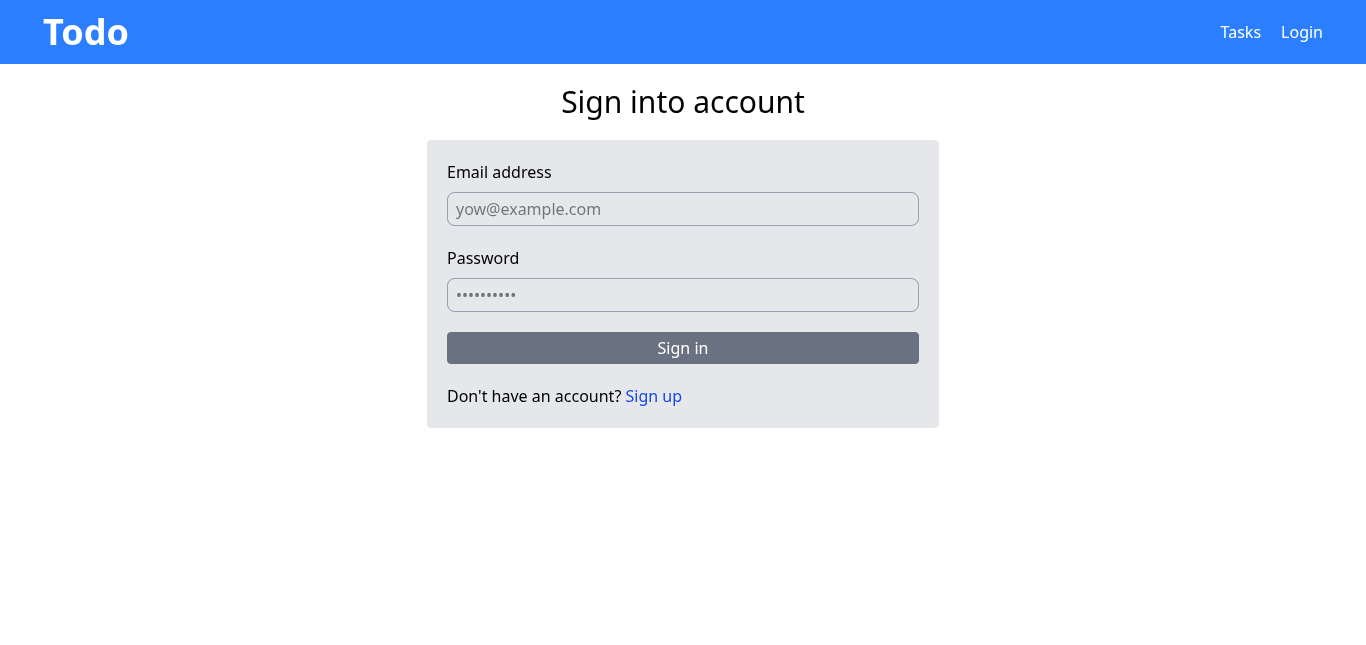 Todo
Tasks Login
Sign into account
Email address
yow@example.com
Password
••••••••••
Sign in
Don't have an account? Sign up